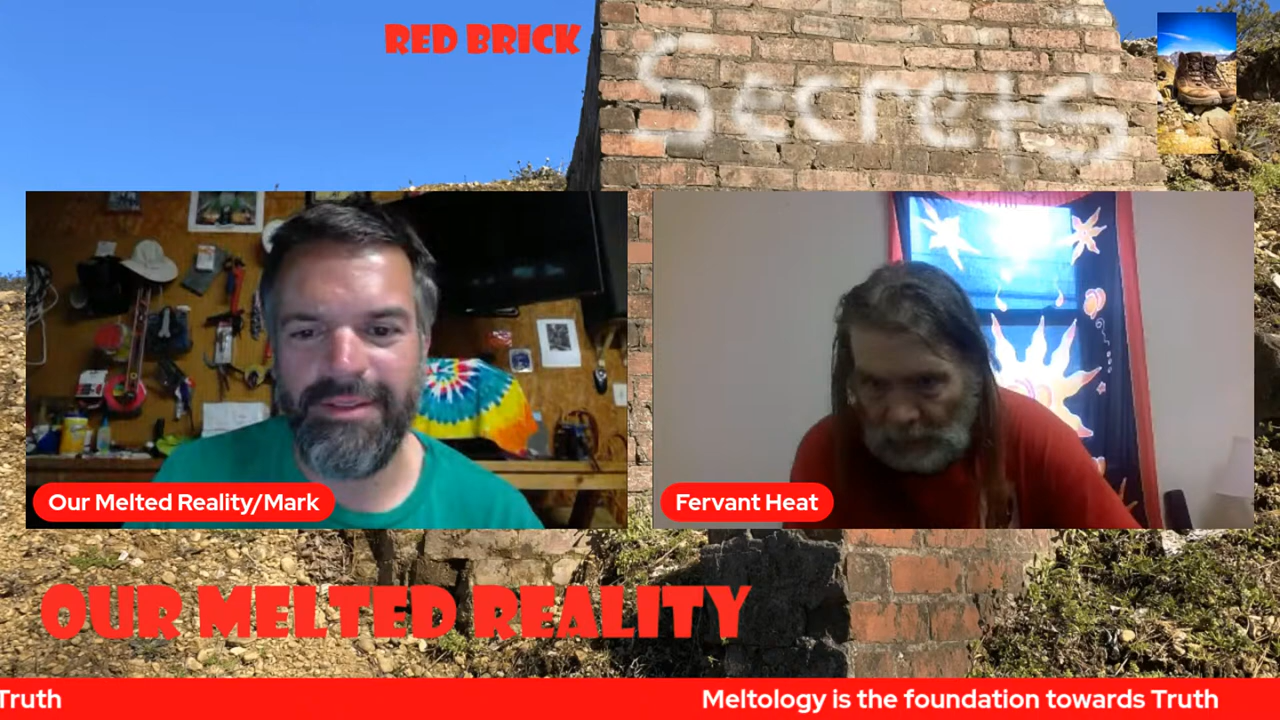 RED BRICK
Secrets
Our Melted Reality/Mark
Fervant Heat
OUR MELTED REALITY
Truth
Meltology is the foundation towards Truth